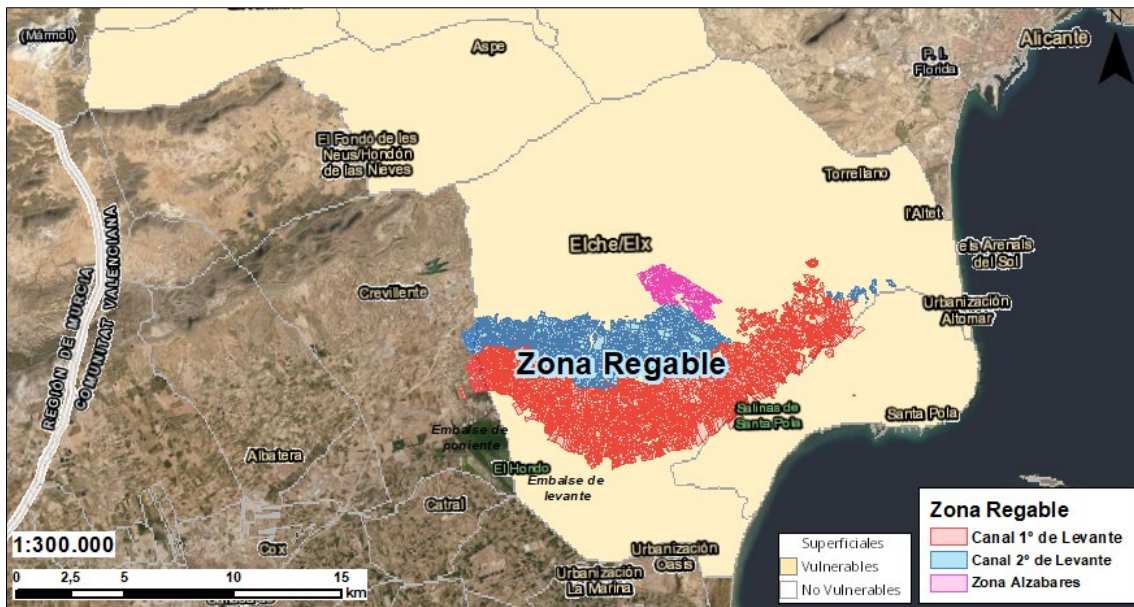 (Mármol)
Aspe
N
Alicante
P. I.
Florida
El Fondó de les
Neus/Hondón
de las Nieves
Torrellano
l'Altet
Elche/Elx
els Arenals
del Sol
Crevillente
Urbanización
Altomar
REGIÓN DE MURCIA
COMUNITAT VALENCIANA
Zona Regable
Salinas de
Santa Pola
Santa Pola
Embalse de
poniente
Albatera
El Hondo
Embalse de
levante
Catral
Cox
Urbanización
Oasis
Urbanización
La Marina
1:300.000
0 2,5 5 10 15
km
Superficiales
Vulnerables
No Vulnerables
Zona Regable
Canal 1º de Levante
Canal 2º de Levante
Zona Alzabares